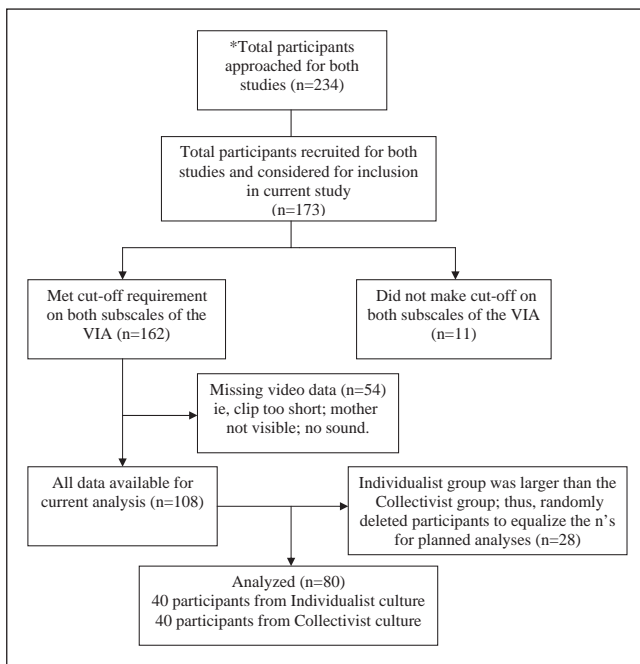 *Total participants
approached for both
studies (n=234)
Total participants recruited for both
studies and considered for inclusion
in current study
(n=173)
Met cut-off requirement
on both subscales of the
VIA (n=162)
Did not make cut-off on
both subscales of the VIA
(n=11)
Missing video data (n=54)
ie, clip too short; mother
not visible; no sound.
All data available for
current analysis (n=108)
Individualist group was larger than the
Collectivist group; thus, randomly
deleted participants to equalize the n's
for planned analyses (n=28)
Analyzed (n=80)
40 participants from Individualist culture
40 participants from Collectivist culture